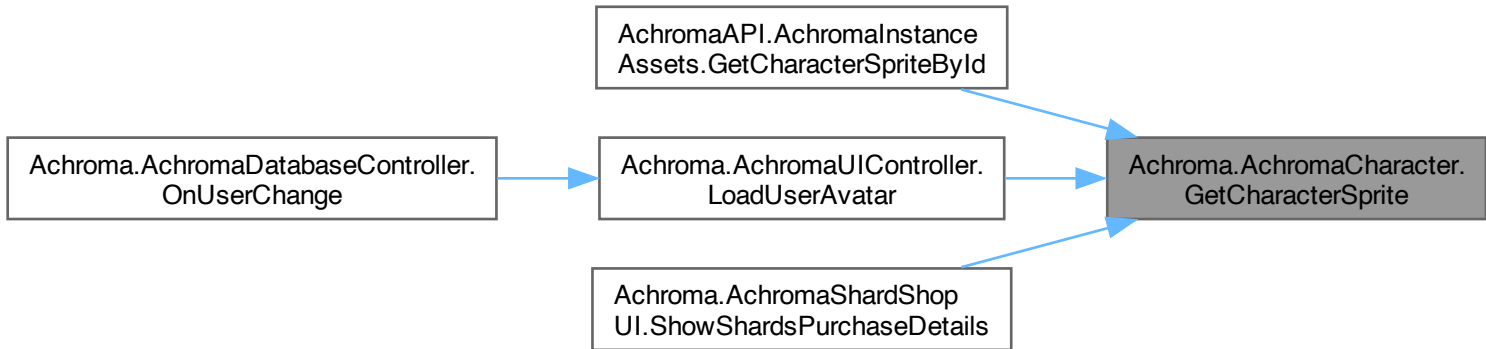 AchromaAPI.AchromaInstance
Assets.GetCharacterSpriteById
Achroma.AchromaDatabaseController.
OnUserChange
Achroma.AchromaUIController.
LoadUserAvatar
Achroma.AchromaCharacter.
GetCharacterSprite
Achroma.AchromaShardShop
UI.ShowShardsPurchaseDetails